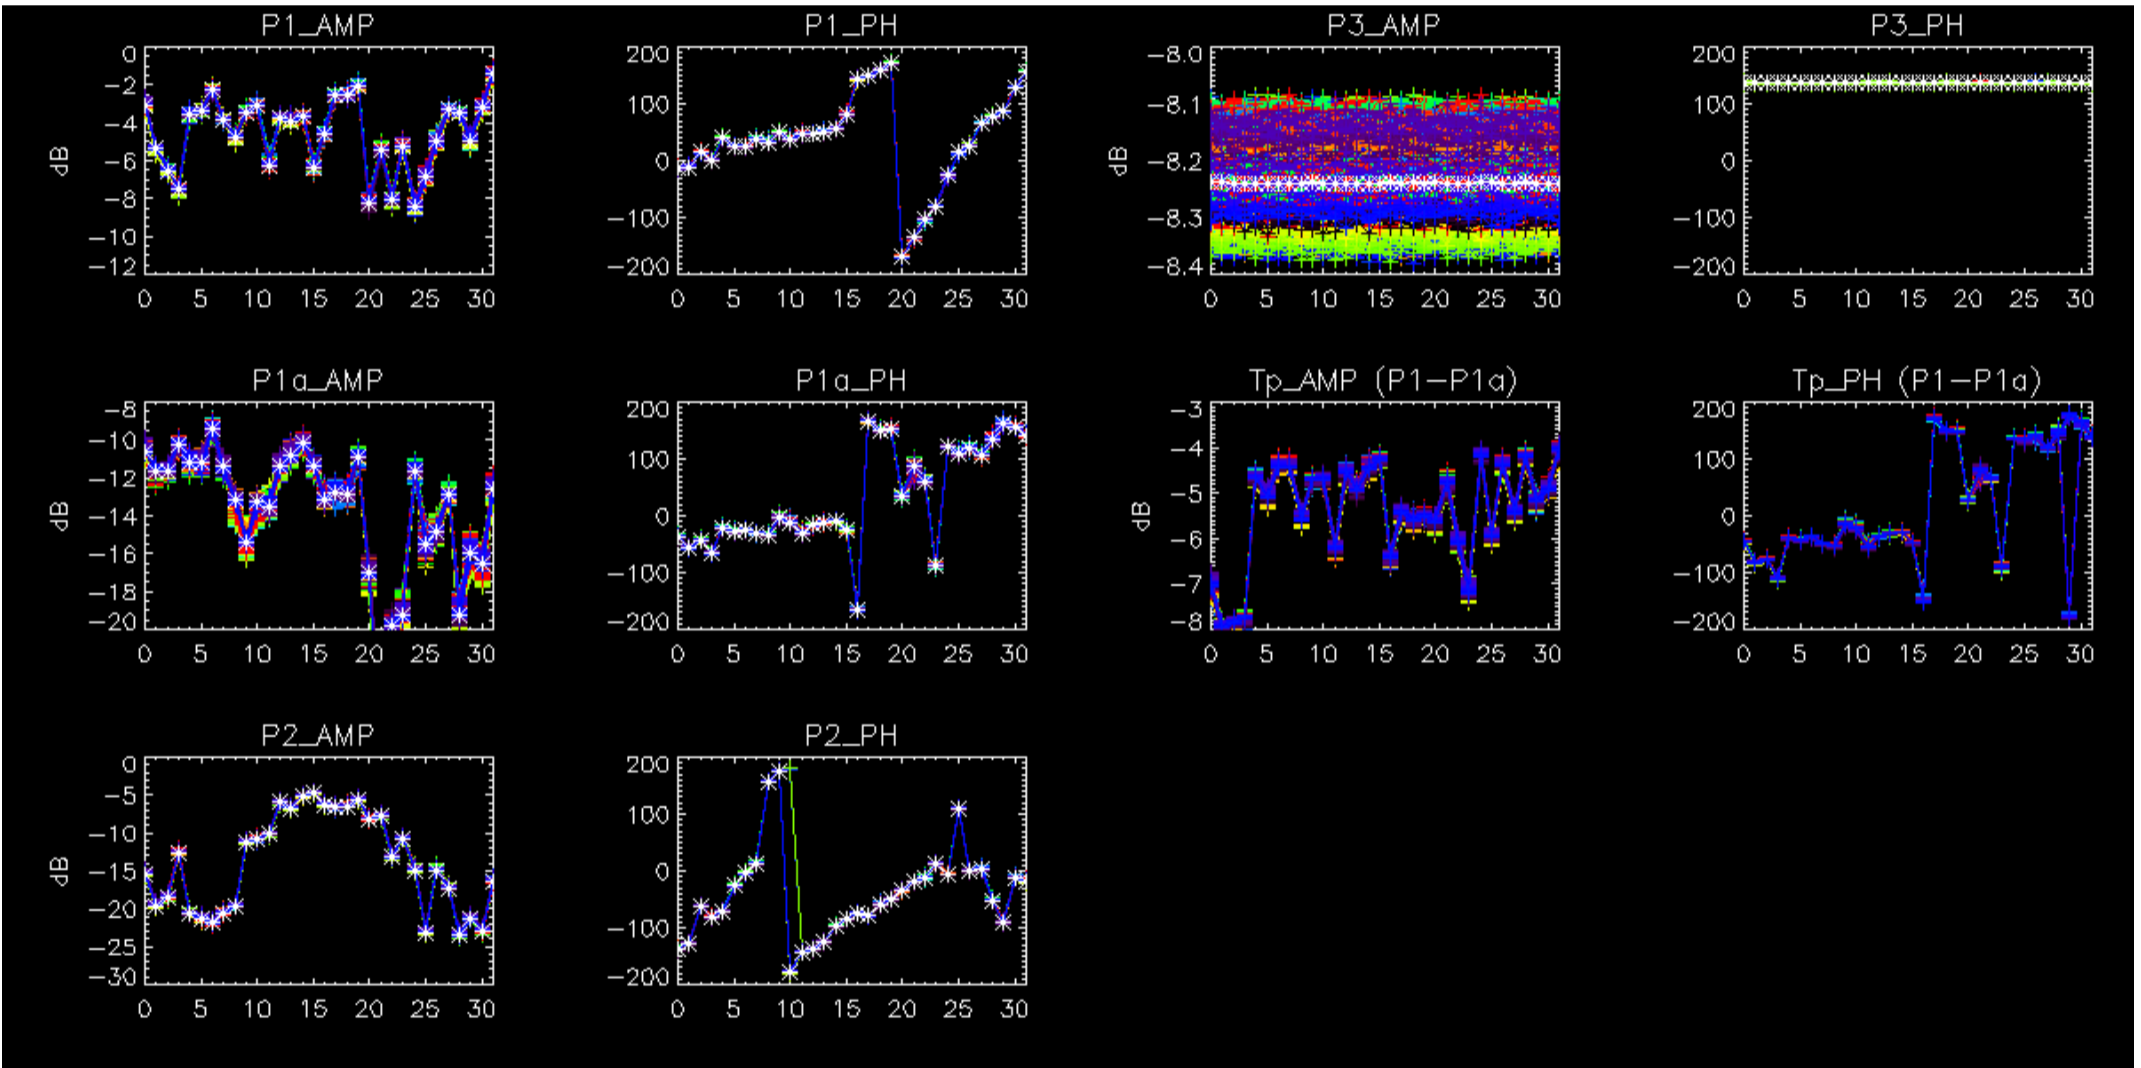 P1_AMP
0
−2
−4
−6
−8
−10
−12
dB
0 5 10 15 20 25 30
P1_PH
200
100
0
−100
−200
0 5 10 15 20 25 30
P3_AMP
−8.0
−8.1
−8.2
−8.3
−8.4
dB
0 5 10 15 20 25 30
P3_PH
200
100
0
−100
−200
0 5 10 15 20 25 30
P1a_AMP
−8
−10
−12
−14
−16
−18
−20
dB
0 5 10 15 20 25 30
P1a_PH
200
100
0
−100
−200
0 5 10 15 20 25 30
Tp_AMP (P1−P1a)
−3
−4
−5
−6
−7
−8
dB
0 5 10 15 20 25 30
Tp_PH (P1−P1a)
200
100
0
−100
−200
0 5 10 15 20 25 30
P2_AMP
0
−5
−10
−15
−20
−25
−30
dB
0 5 10 15 20 25 30
P2_PH
200
100
0
−100
−200
0 5 10 15 20 25 30